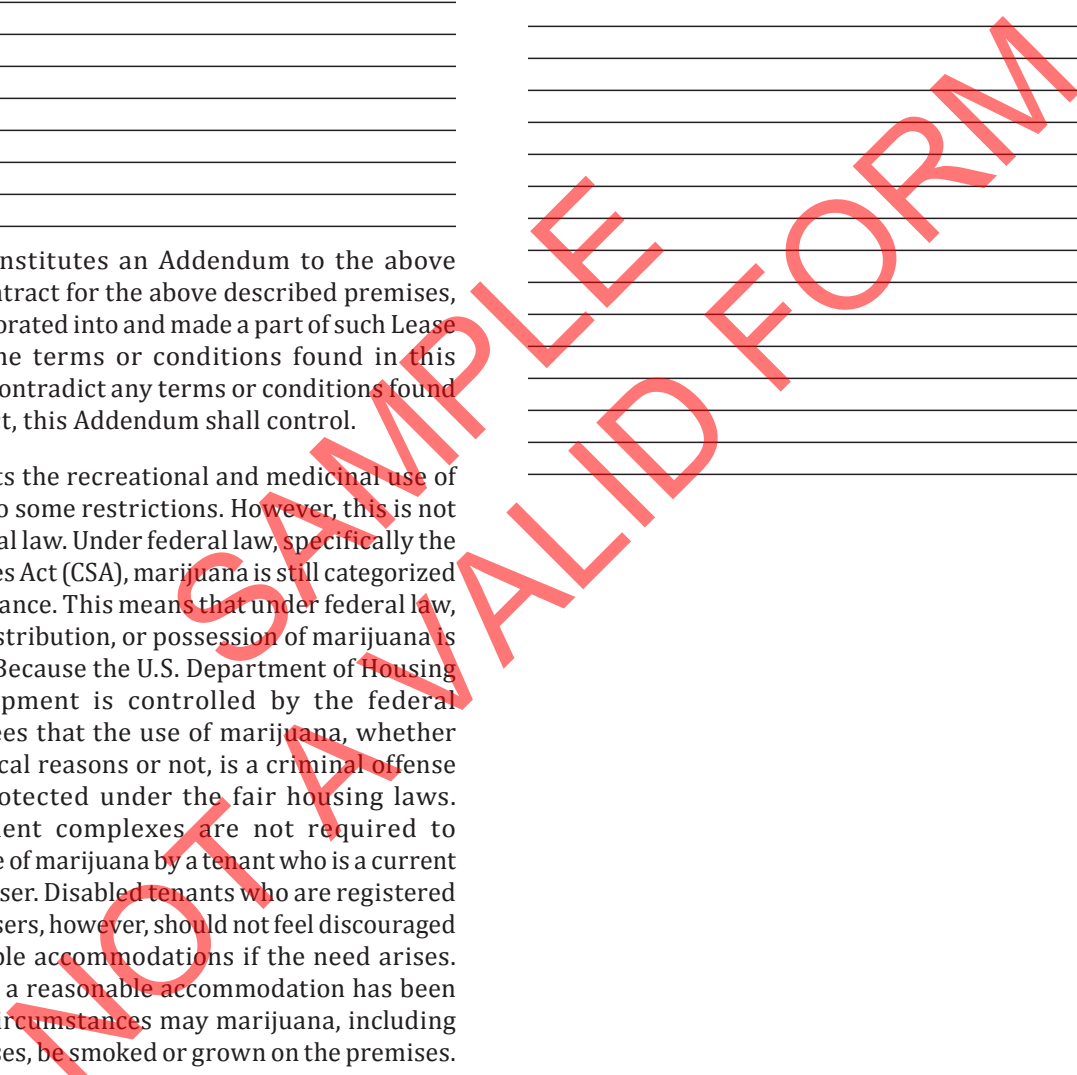 nstitutes an Addendum to the above
ntract for the above described premises,
orated into and made a part of such Lease
ne terms or conditions found in this
contradict any terms or conditions found
ct, this Addendum shall control.
ts the recreational and medicinal use of
o some restrictions. However, this is not
al law. Under federal law, specifically the
es Act (CSA), marijuana is still categorized
ance. This means that under federal law,
stribution, or possession of marijuana is
Because the U.S. Department of Housing
pment is controlled by the federal
ees that the use of marijuana, whether
cal reasons or not, is a criminal offense
otected under the fair housing laws.
ent complexes are not required to
e of marijuana by a tenant who is a current
ser. Disabled tenants who are registered
sers, however, should not feel discouraged
ble accommodations if the need arises.
a reasonable accommodation has been
ircumstances may marijuana, including
ses, be smoked or grown on the premises.
SAMPLE
NOT A VALID FORM